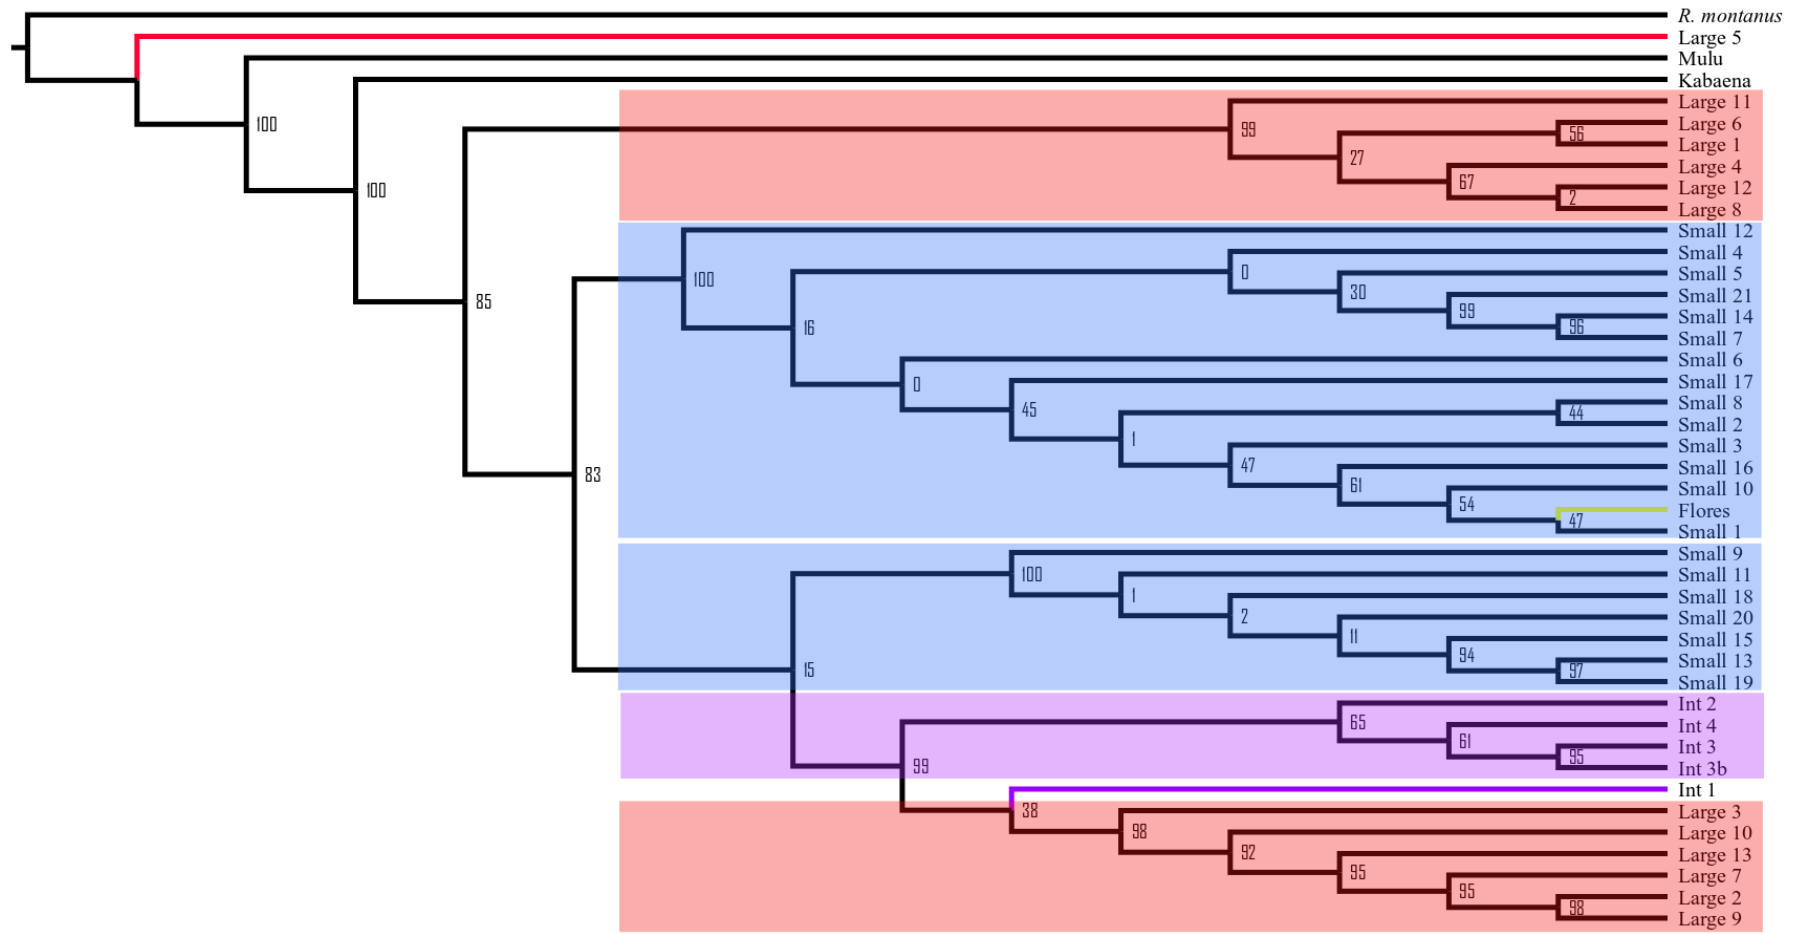 R. montanus
Large 5
Mulu
Kabaena
Large 11
99
Large 6
56
Large 1
100
27
Large 4
67
Large 12
2
Large 8
100
Small 12
Small 4
0
Small 5
100
30
Small 21
99
Small 14
96
Small 7
85
16
Small 6
0
Small 17
45
Small 8
44
Small 2
1
Small 3
47
Small 16
61
83
Small 10
54
Flores
47
Small 1
Small 9
100
Small 11
1
Small 18
2
Small 20
11
Small 15
94
Small 13
15
97
Small 19
Int 2
65
Int 4
61
Int 3
95
99
Int 3b
Int 1
38
Large 3
98
Large 10
92
Large 13
95
Large 7
95
Large 2
98
Large 9